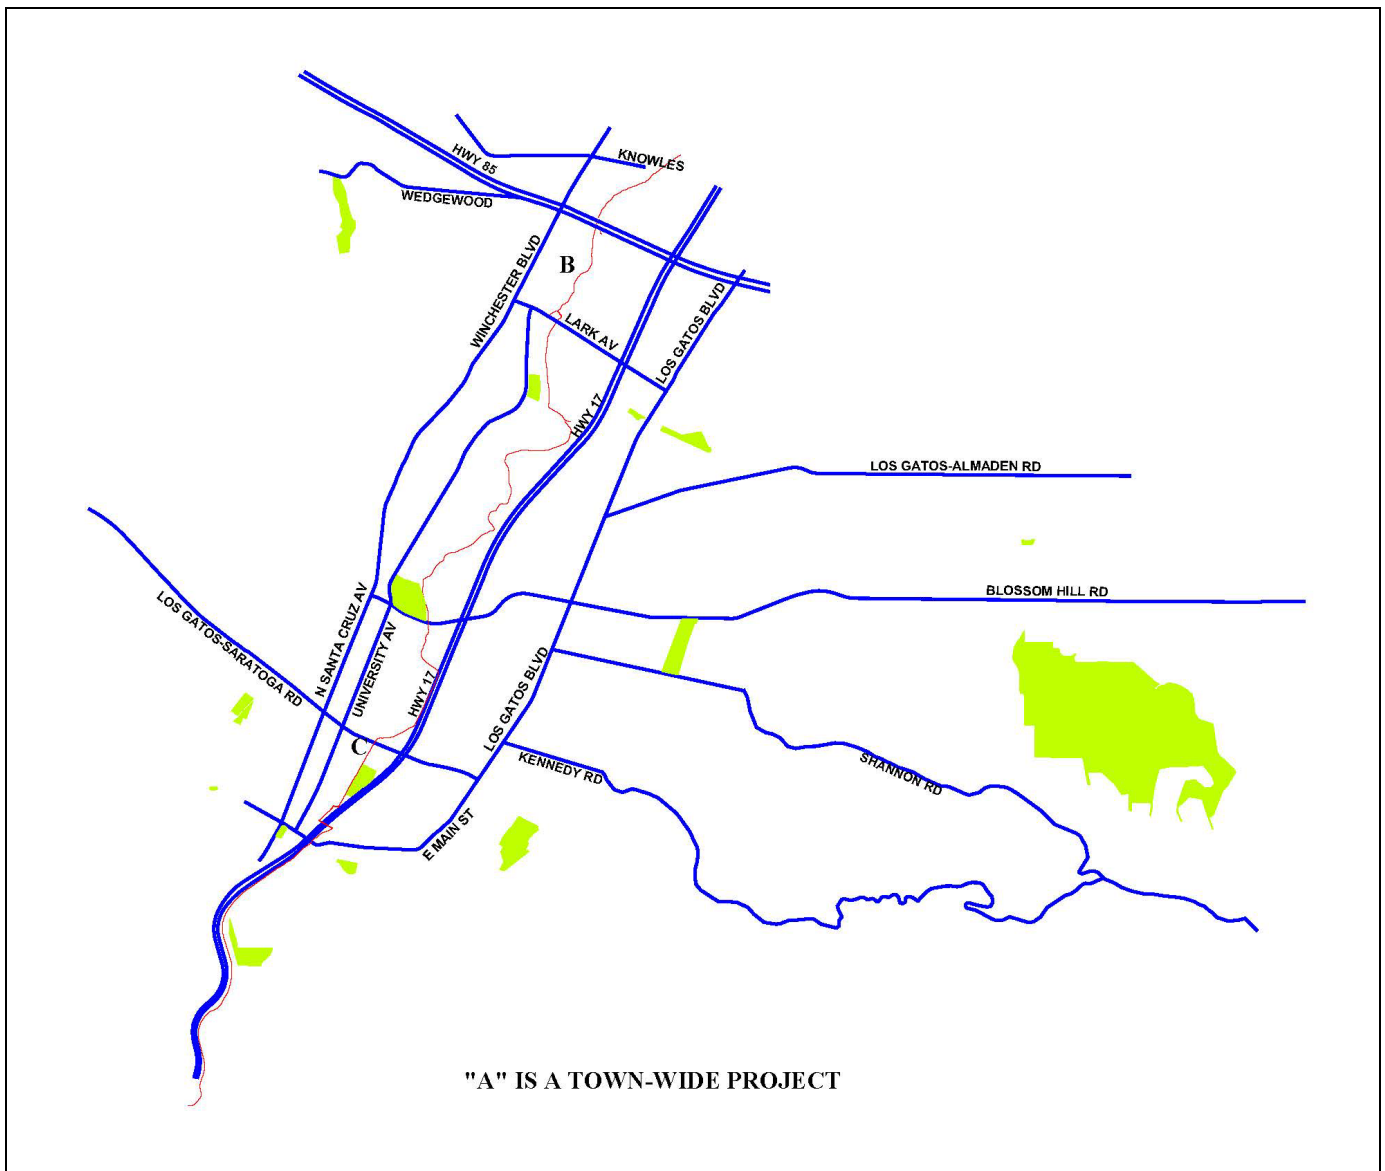 KNOWLES
HWY 85
WEDGEWOOD
B
WINCHESTER BLVD
LARK AV
LOS GATOS BLVD
HWY 17
LOS GATOS-ALMADEN RD
BLOSSOM HILL RD
LOS GATOS-SARATOGA RD
N SANTA CRUZ AV
UNIVERSITY AV
HWY 17
LOS GATOS BLVD
C
KENNEDY RD
SHANNON RD
E MAIN ST
"A" IS A TOWN-WIDE PROJECT